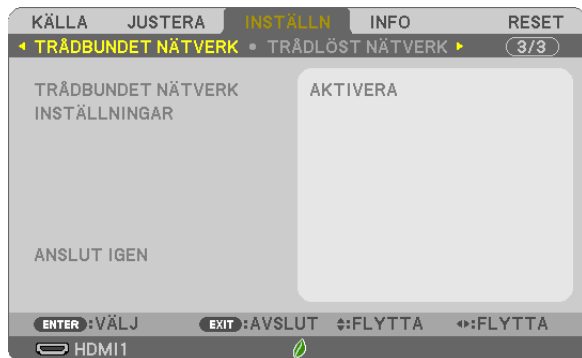 KÄLLA JUSTERA INSTÄLLN INFO RESET
TRÅDBUNDET NÄTVERK • TRÅDLÖST NÄTVERK 3/3
TRÅDBUNDET NÄTVERK AKTIVERA
INSTÄLLNINGAR
ANSLUT IGEN
ENTER :VÄLJ EXIT :AVSLUT :FLYTTA :FLYTTA
HDMI1